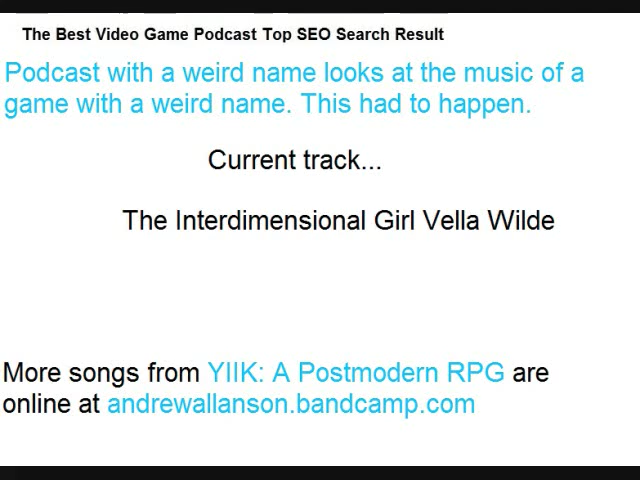 The Best Video Game Podcast Top SEO Search Result
Podcast with a weird name looks at the music of a
game with a weird name. This had to happen.
Current track...
The Interdimensional Girl Vella Wilde
More songs from YIIK: A Postmodern RPG are
online at andrewallanson.bandcamp.com